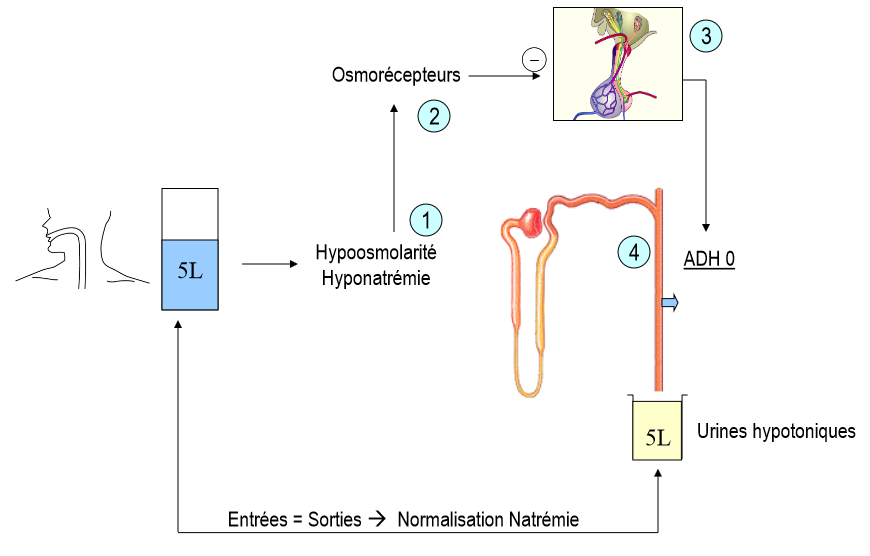 3
Osmorécepteurs
–
2
1
5L
Hypoosmolarité
Hyponatrémie
4
ADH 0
5L
Urines hypotoniques
Entrées = Sorties → Normalisation Natrémie